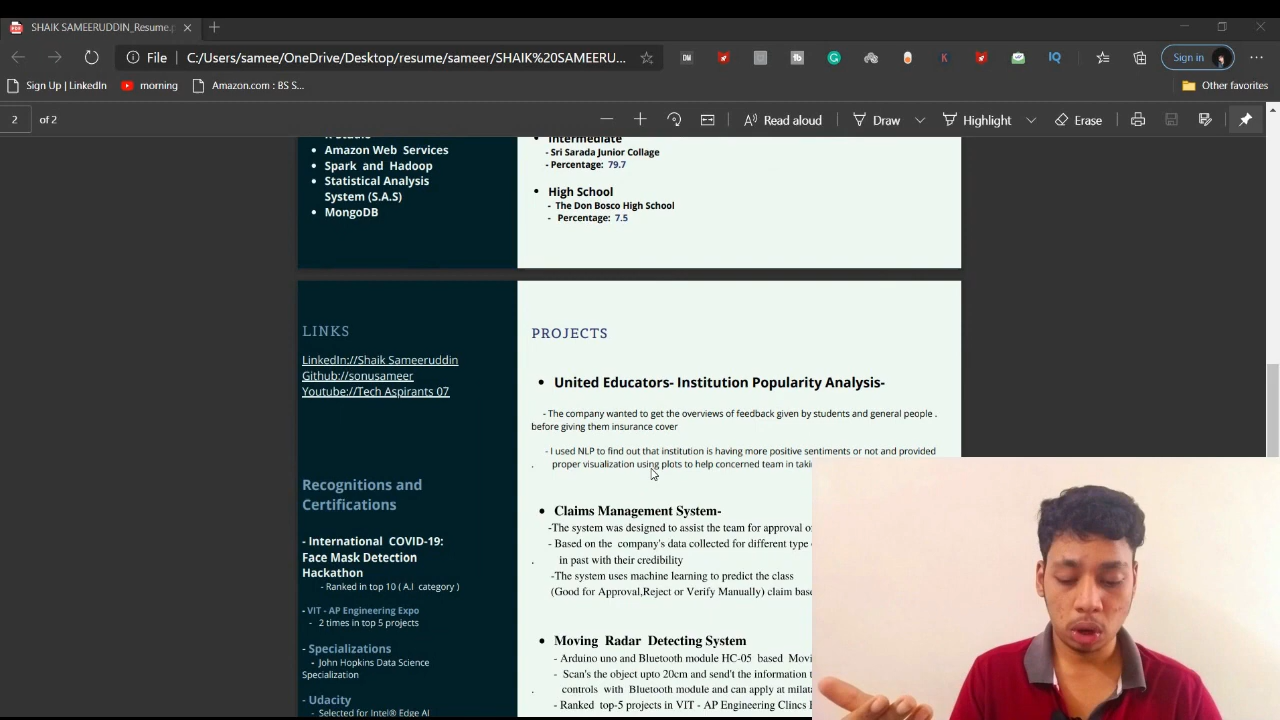 SHAIK SAMEERUDDIN_Resume.p
File
C:/Users/samee/OneDrive/Desktop/resume/sameer/SHAIK%20SAMEERU...
Sign in
Sign Up | LinkedIn
morning
Amazon.com : BS S...
Other favorites
2 of 2
Read aloud
Draw
Highlight
Erase
Amazon Web Services
Spark and Hadoop
Statistical Analysis
System (S.A.S)
MongoDB
Intermediate
- Sri Sarada Junior Collage
- Percentage: 79.7
High School
- The Don Bosco High School
- Percentage: 7.5
LINKS
LinkedIn://Shaik Sameeruddin
Github://sonusameer
Youtube://Tech Aspirants 07
Recognitions and
Certifications
- International COVID-19:
Face Mask Detection
Hackathon
- Ranked in top 10 ( A.I category )
- VIT - AP Engineering Expo
- 2 times in top 5 projects
- Specializations
- John Hopkins Data Science
Specialization
- Udacity
- Selected for Intel® Edge AI
PROJECTS
United Educators- Institution Popularity Analysis-
- The company wanted to get the overviews of feedback given by students and general people .
before giving them insurance cover
- I used NLP to find out that institution is having more positive sentiments or not and provided
. proper visualization using plots to help concerned team in
Claims Management System-
-The system was designed to assist the team for approval
- Based on the company's data collected for different type
. in past with their credibility
-The system uses machine learning to predict the class
(Good for Approval,Reject or Verify Manually) claim
Moving Radar Detecting System
- Arduino uno and Bluetooth module HC-05 based
- Scan's the object upto 20cm and send't the information
. controls with Bluetooth module and can apply at
- Ranked top-5 projects in VIT - AP Engineering Clincs